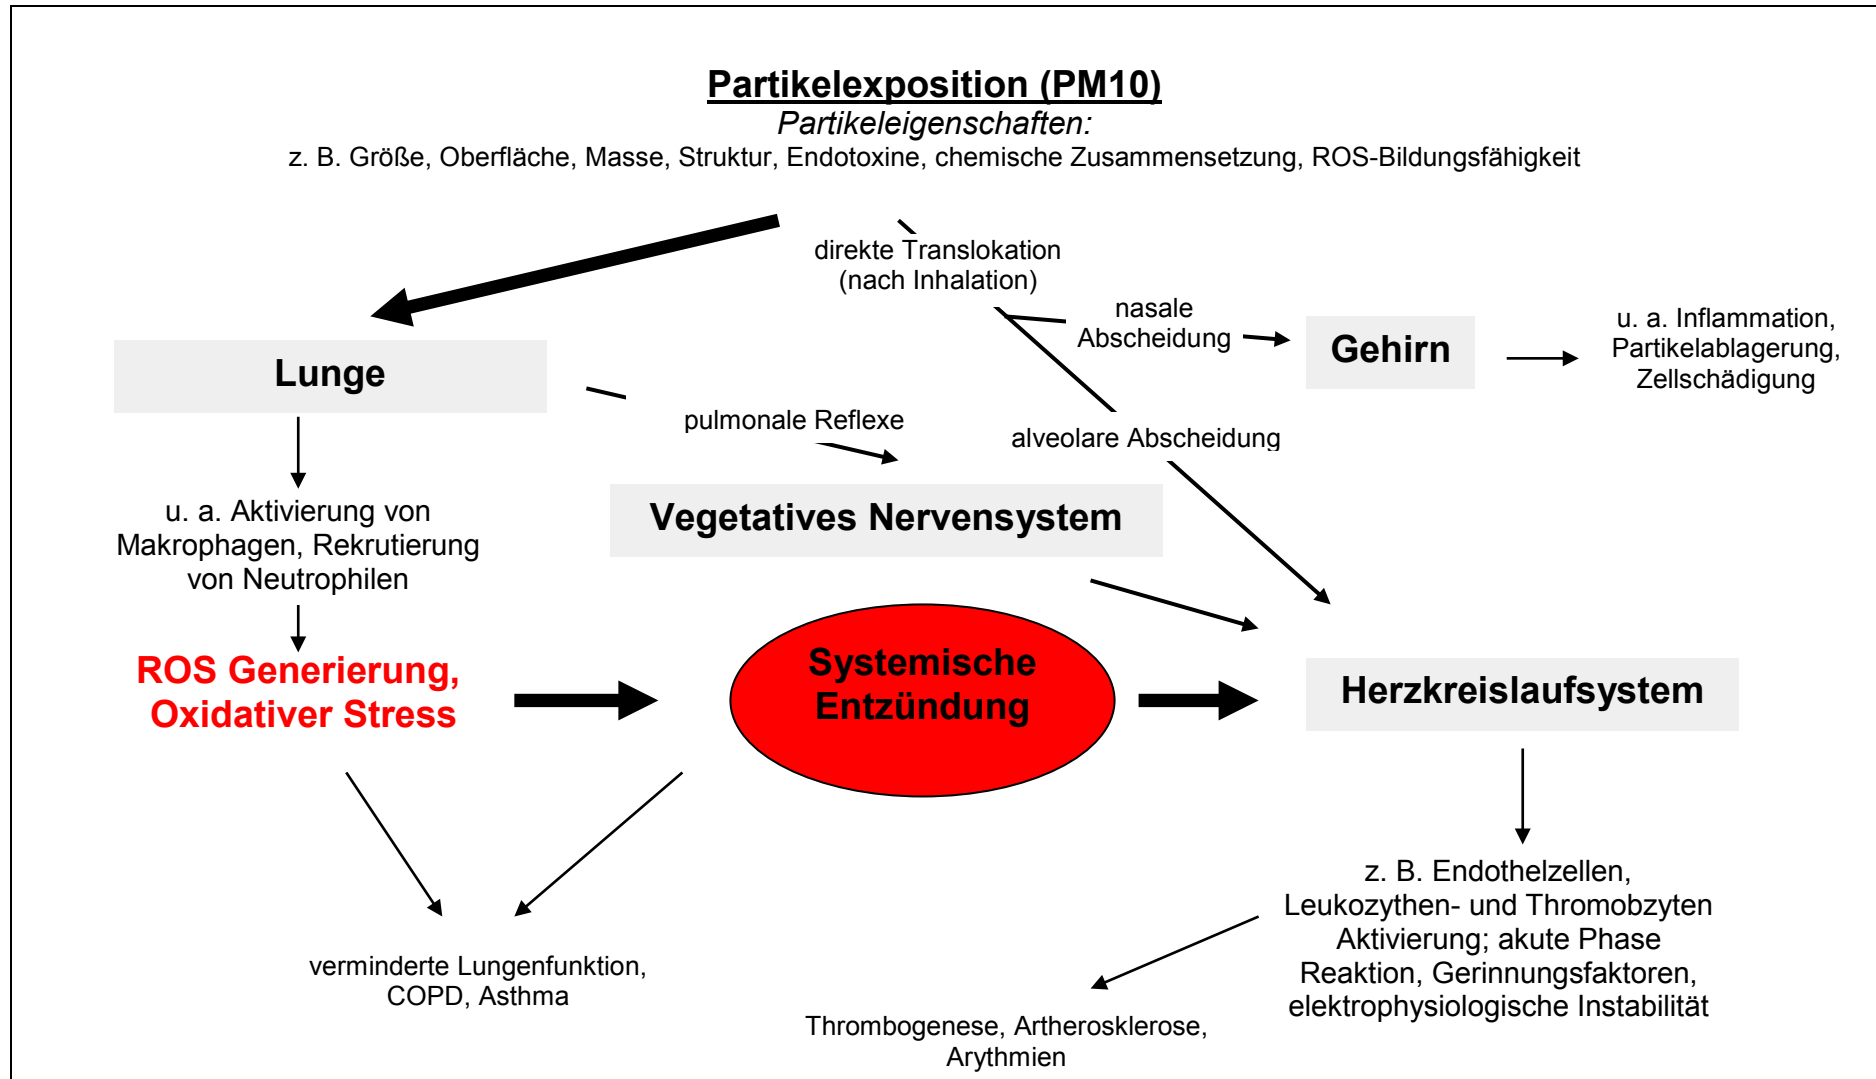 Partikelexposition (PM10)
Partikeleigenschaften:
z. B. Größe, Oberfläche, Masse, Struktur, Endotoxine, chemische Zusammensetzung, ROS-Bildungsfähigkeit
direkte Translokation
(nach Inhalation)
nasale
Abscheidung
Gehirn
u. a. Inflammation,
Partikelablagerung,
Zellschädigung
Lunge
pulmonale Reflexe
alveolare Abscheidung
u. a. Aktivierung von
Makrophagen, Rekrutierung
von Neutrophilen
Vegetatives Nervensystem
ROS Generierung,
Oxidativer Stress
Systemische
Entzündung
Herzkreislaufsystem
z. B. Endothelzellen,
Leukozythen- und Thromobzyten
Aktivierung; akute Phase
Reaktion, Gerinnungsfaktoren,
elektrophysiologische Instabilität
verminderte Lungenfunktion,
COPD, Asthma
Thrombogenese, Artherosklerose,
Arythmien